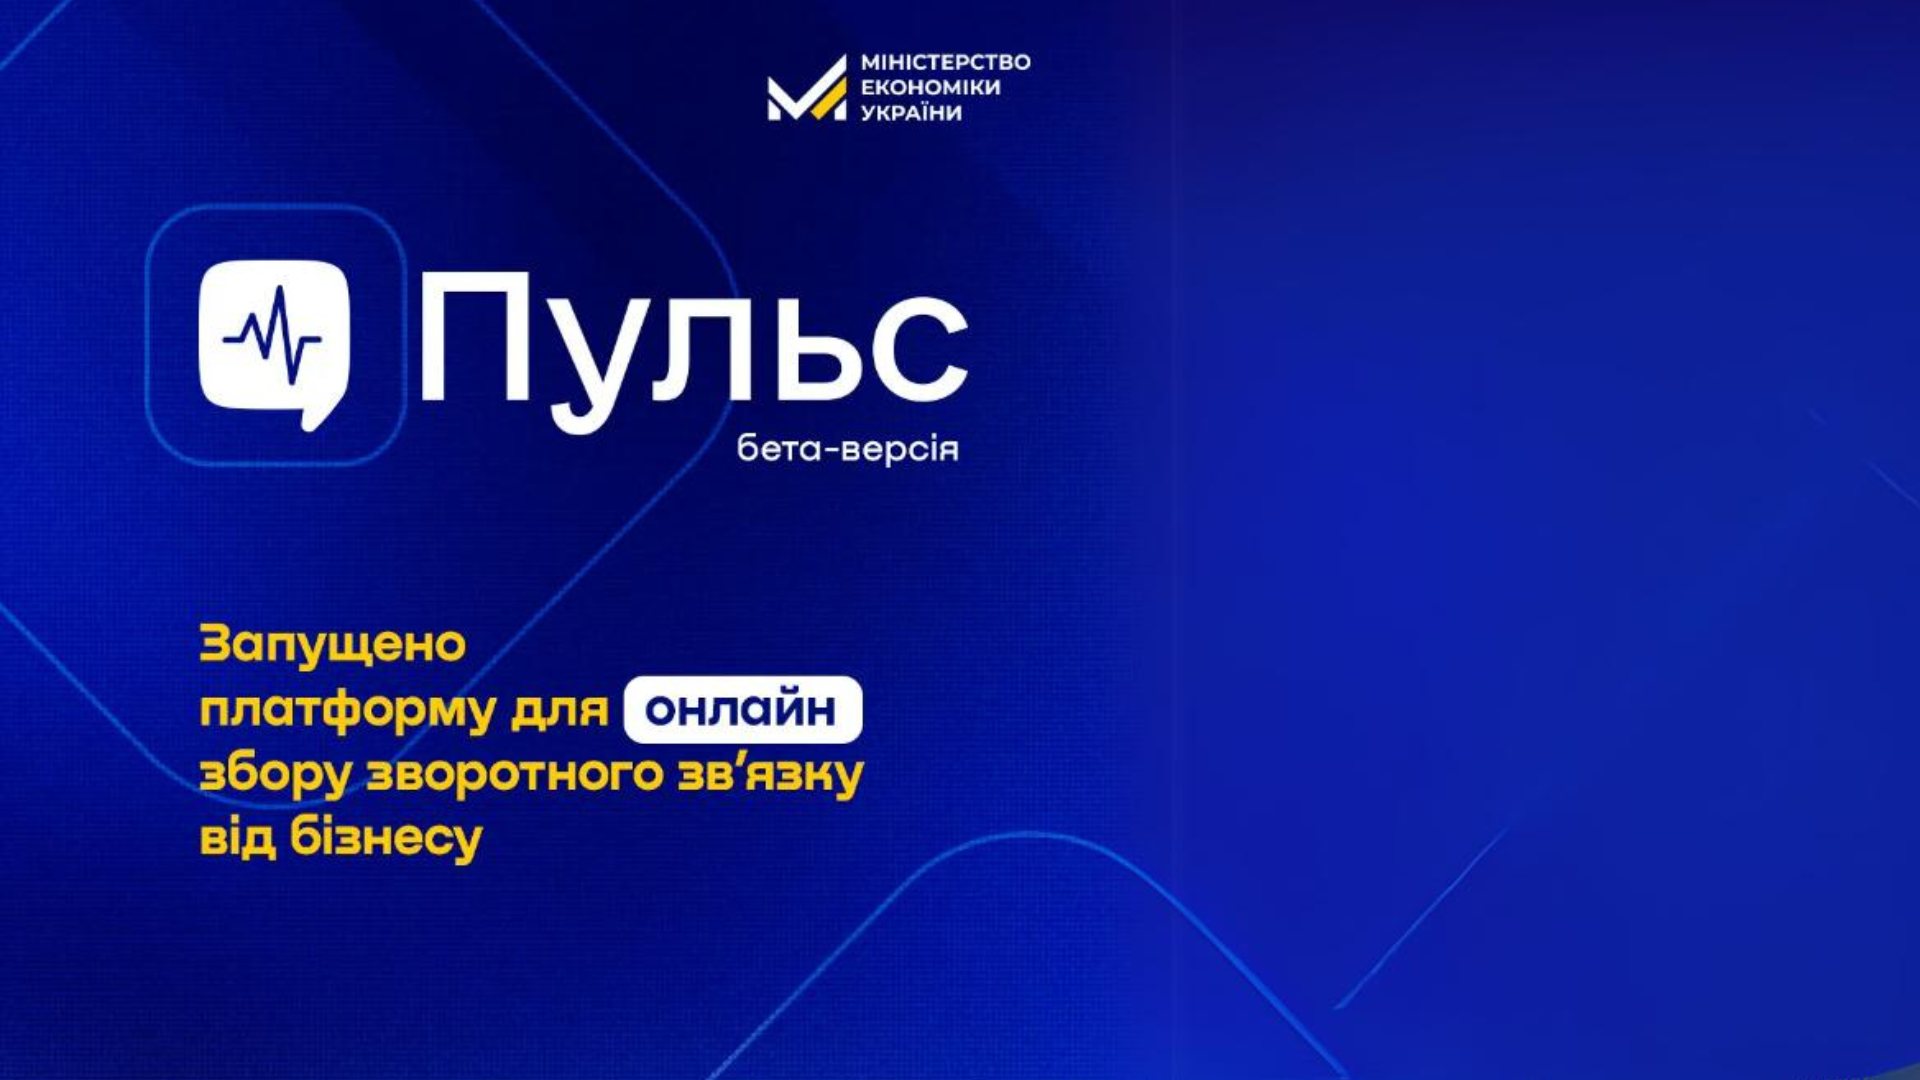 МІНІСТЕРСТВО
ЕКОНОМІКИ
УКРАЇНИ
Пульс
бета-версія
Запущено
платформу для онлайн
збору зворотного зв’язку
від бізнесу